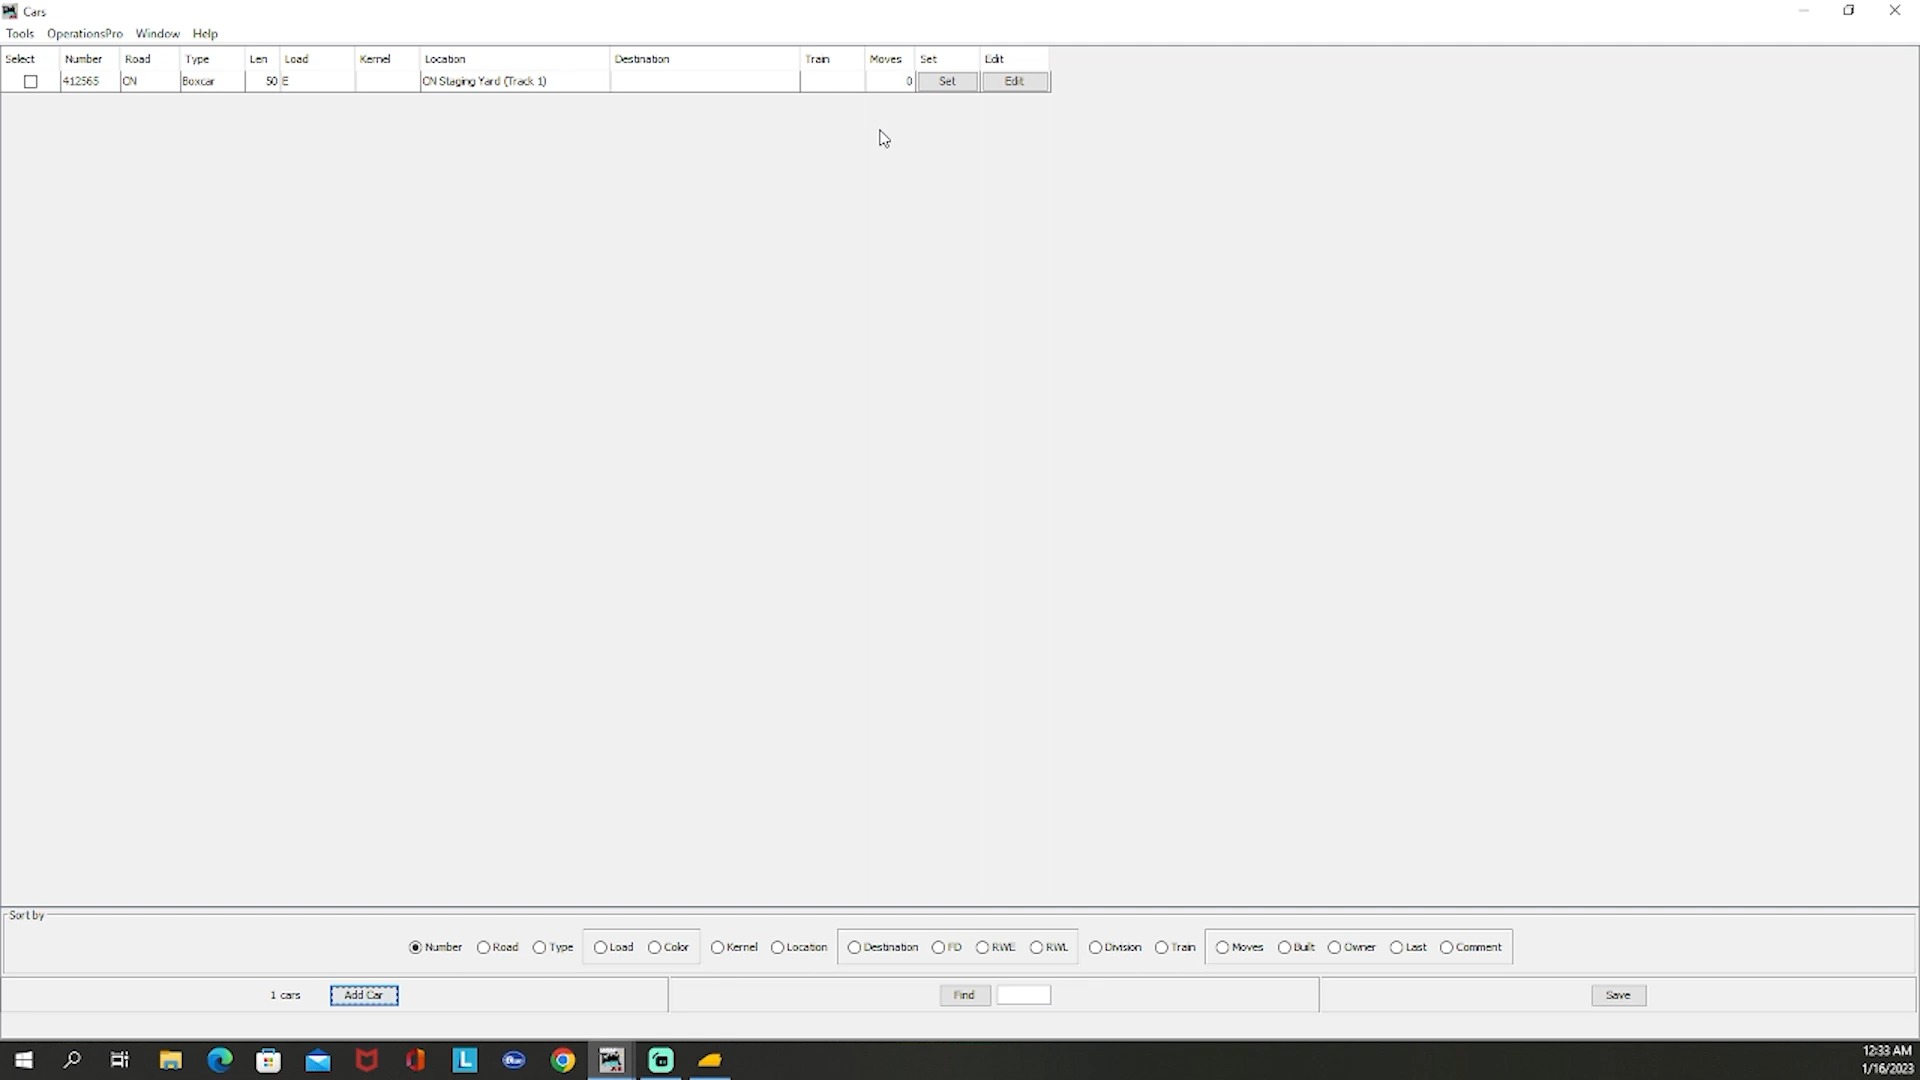 Cars
Tools OperationsPro Window Help
Select Number Road Type Len Load Kernel Location Destination Train Moves Set Edit
412565 CN Boxcar 50 E CN Staging Yard (Track 1) 0 Set Edit
Sort by
Number Road Type Load Color Kernel Location Destination FD RWE RWL Division Train Moves Built Owner Last Comment
1 cars Add Car Find Save
L
12:33 AM
1/16/2023